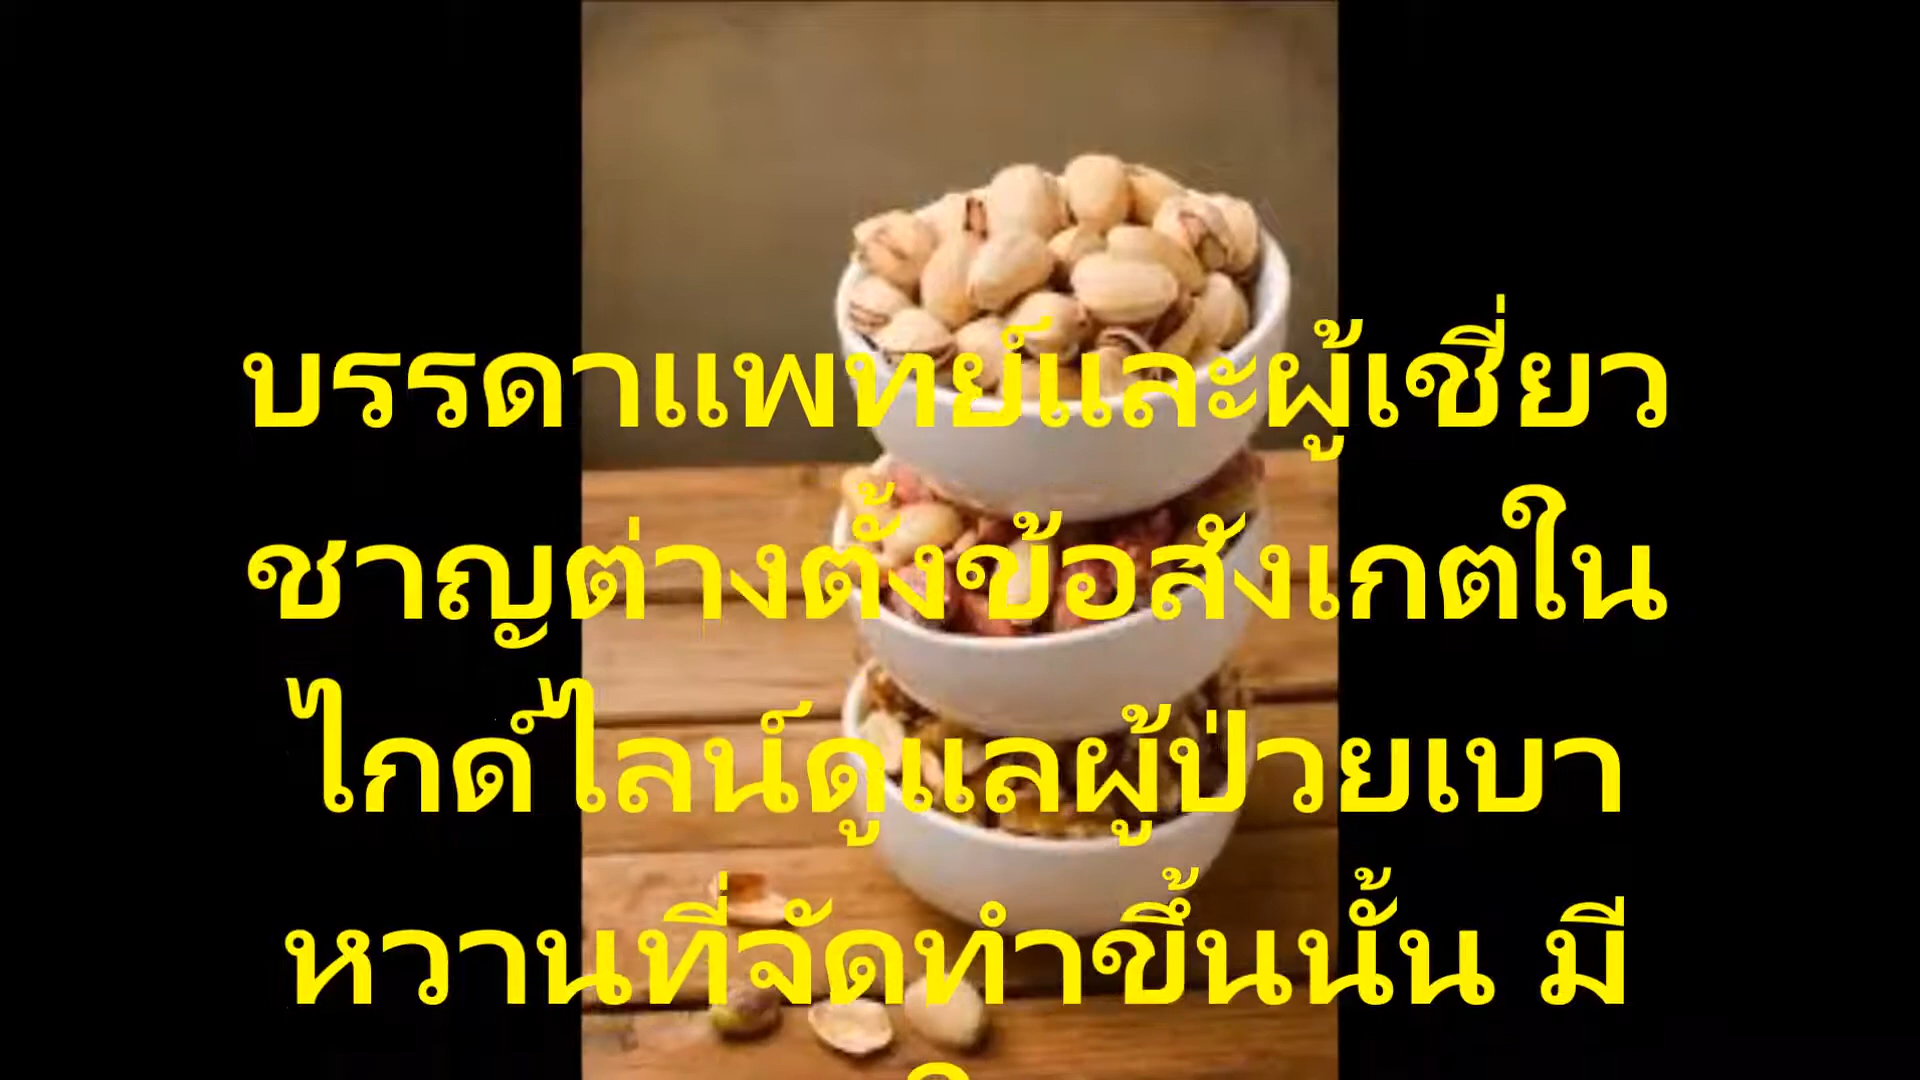 บรรดาแพทย์และผู้เชี่ยว
ชาญต่างตั้งข้อสังเกตใน
ไกด์ไลน์ดูแลผู้ป่วยเบา
หวานที่จัดทำขึ้นนั้น มี